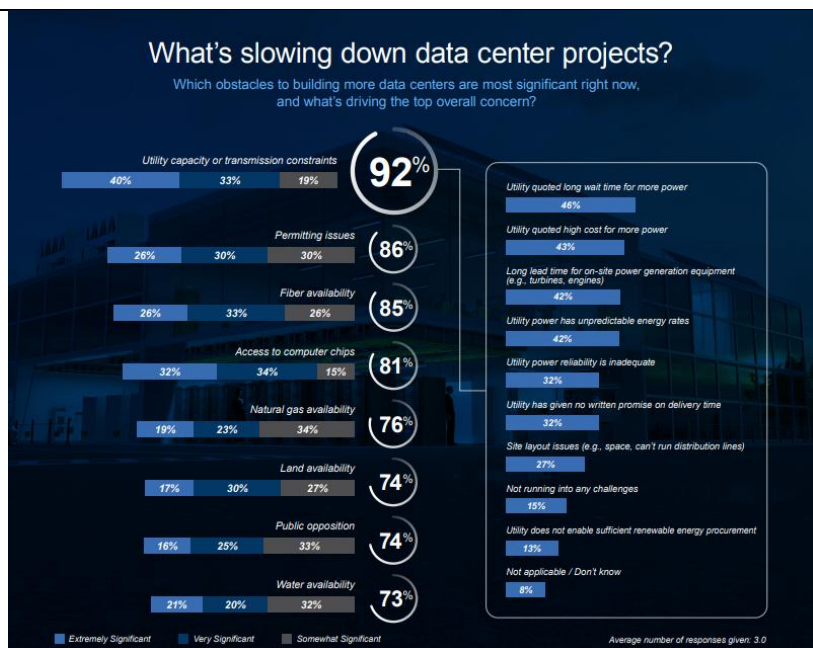 What's slowing down data center projects?
Which obstacles to building more data centers are most significant right now,
and what's driving the top overall concern?
Utility capacity or transmission constraints
40% 33% 19%
92%
Permitting issues
26% 30% 30%
86%
Fiber availability
26% 33% 26%
85%
Access to computer chips
32% 34% 15%
81%
Natural gas availability
19% 23% 34%
76%
Land availability
17% 30% 27%
74%
Public opposition
16% 25% 33%
74%
Water availability
21% 20% 32%
73%
Extremely Significant Very Significant Somewhat Significant
Utility quoted long wait time for more power
46%
Utility quoted high cost for more power
43%
Long lead time for on-site power generation equipment
(e.g., turbines, engines)
42%
Utility power has unpredictable energy rates
42%
Utility power reliability is inadequate
32%
Utility has given no written promise on delivery time
32%
Site layout issues (e.g., space, can't run distribution lines)
27%
Not running into any challenges
15%
Utility does not enable sufficient renewable energy procurement
13%
Not applicable / Don't know
8%
Average number of responses given: 3.0